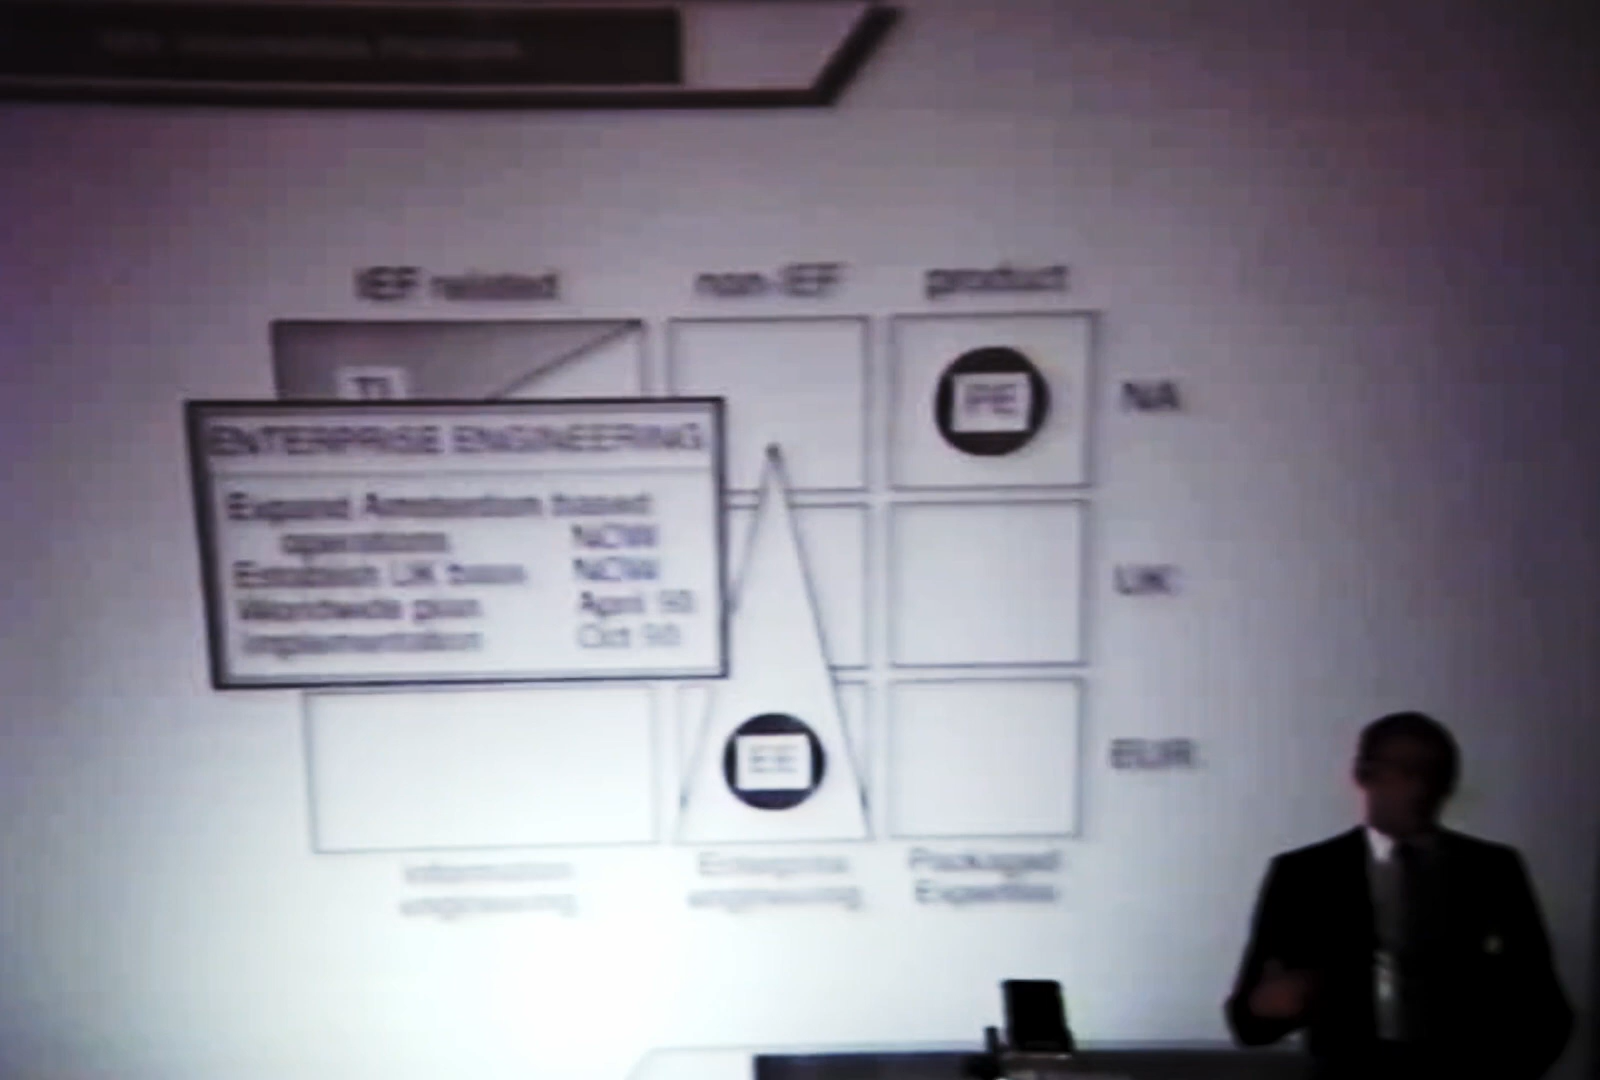 IEF related non-IEF product
TI
PE
NA
ENTERPRISE ENGINEERING
Expand Amsterdam based
operations NOW
Establish UK base NOW
Worldwide plan April 90
Implementation Oct 90
UK
EE
EUR
Information Enterprise Packaged
engineering engineering Expertise